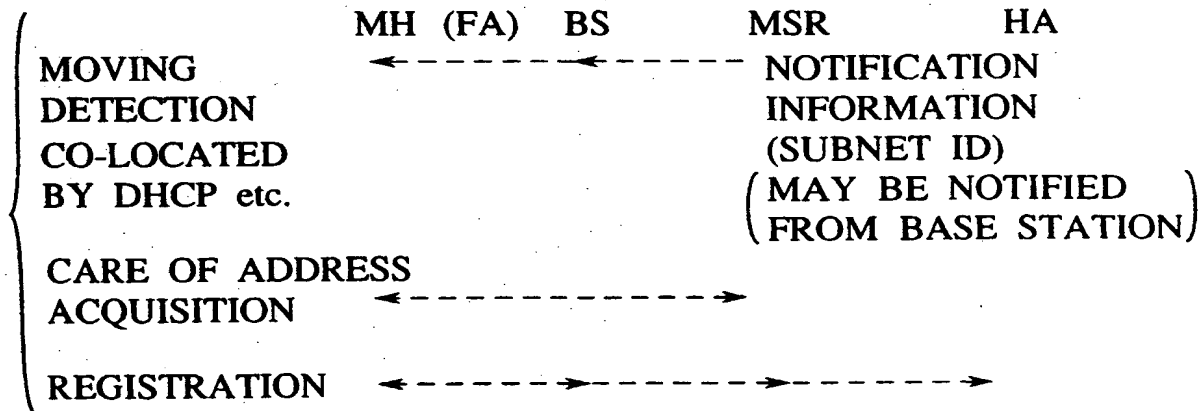 MH (FA) BS MSR HA
MOVING NOTIFICATION
DETECTION INFORMATION
CO-LOCATED (SUBNET ID)
BY DHCP etc. (MAY BE NOTIFIED
FROM BASE STATION)
CARE OF ADDRESS
ACQUISITION
REGISTRATION